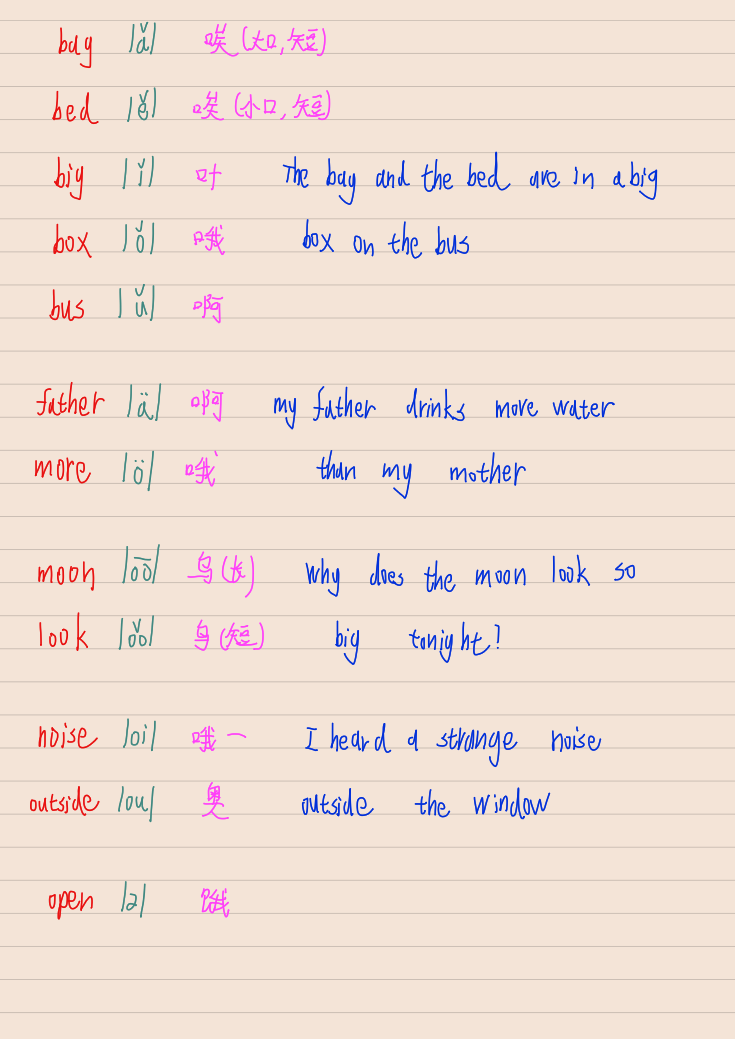 bag |ă| 唉 (大口,短)
bed |ĕ| 唉 (小口,短)
big |ĭ| 叶 The bag and the bed are in a big
box |ŏ| 哦 box on the bus
bus |ŭ| 啊
father |ä| 啊 my father drinks more water
more |ö| 哦 than my mother
moon |o͞o| 乌 (长) why does the moon look so
look |o͝o| 乌 (短) big tonight?
noise |oi| 哦一 I heard a strange noise
outside |ou| 奥 outside the window
open |ə| 饿